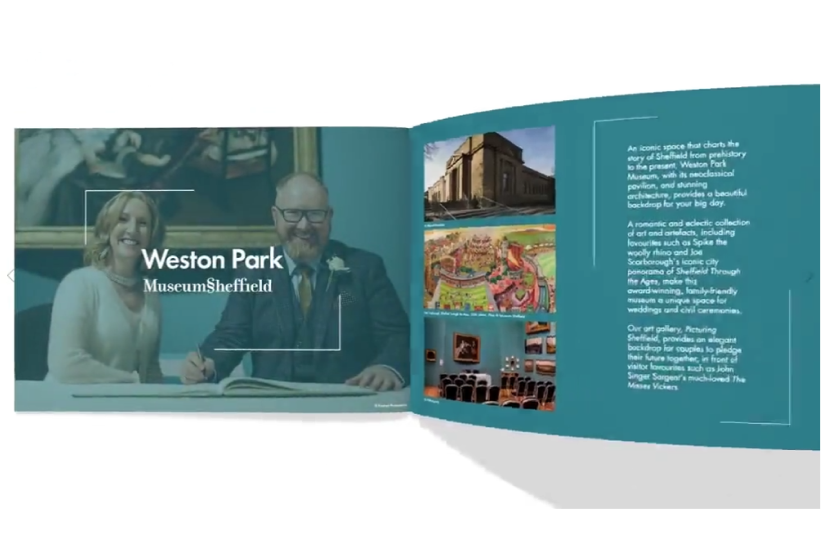 Weston Park
MuseumSheffield
An iconic space that charts the
story of Sheffield from prehistory
to the present, Weston Park
Museum, with its neoclassical
pavilion, and stunning
architecture, provides a beautiful
backdrop for your big day.
A romantic and eclectic collection
of art and artefacts, including
favourites such as Spike the
woolly rhino and Joe
Scarborough's iconic city
panorama of Sheffield Through
the Ages, make this
award-winning, family-friendly
museum a unique space for
weddings and civil ceremonies.
Our art gallery, Picturing
Sheffield, provides an elegant
backdrop for couples to pledge
their future together, in front of
visitor favourites such as John
Singer Sargent's much-loved The
Misses Vickers